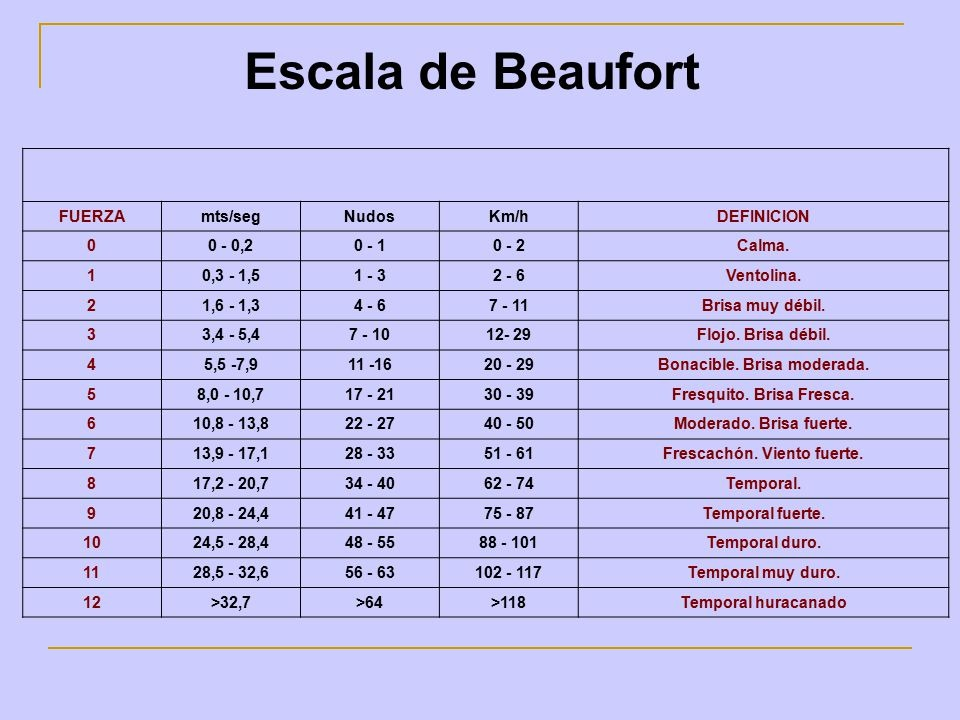 Escala de Beaufort
FUERZA mts/seg Nudos Km/h DEFINICION
0 0 - 0,2 0 - 1 0 - 2 Calma.
1 0,3 - 1,5 1 - 3 2 - 6 Ventolina.
2 1,6 - 1,3 4 - 6 7 - 11 Brisa muy débil.
3 3,4 - 5,4 7 - 10 12- 29 Flojo. Brisa débil.
4 5,5 -7,9 11 -16 20 - 29 Bonacible. Brisa moderada.
5 8,0 - 10,7 17 - 21 30 - 39 Fresquito. Brisa Fresca.
6 10,8 - 13,8 22 - 27 40 - 50 Moderado. Brisa fuerte.
7 13,9 - 17,1 28 - 33 51 - 61 Frescachón. Viento fuerte.
8 17,2 - 20,7 34 - 40 62 - 74 Temporal.
9 20,8 - 24,4 41 - 47 75 - 87 Temporal fuerte.
10 24,5 - 28,4 48 - 55 88 - 101 Temporal duro.
11 28,5 - 32,6 56 - 63 102 - 117 Temporal muy duro.
12 >32,7 >64 >118 Temporal huracanado